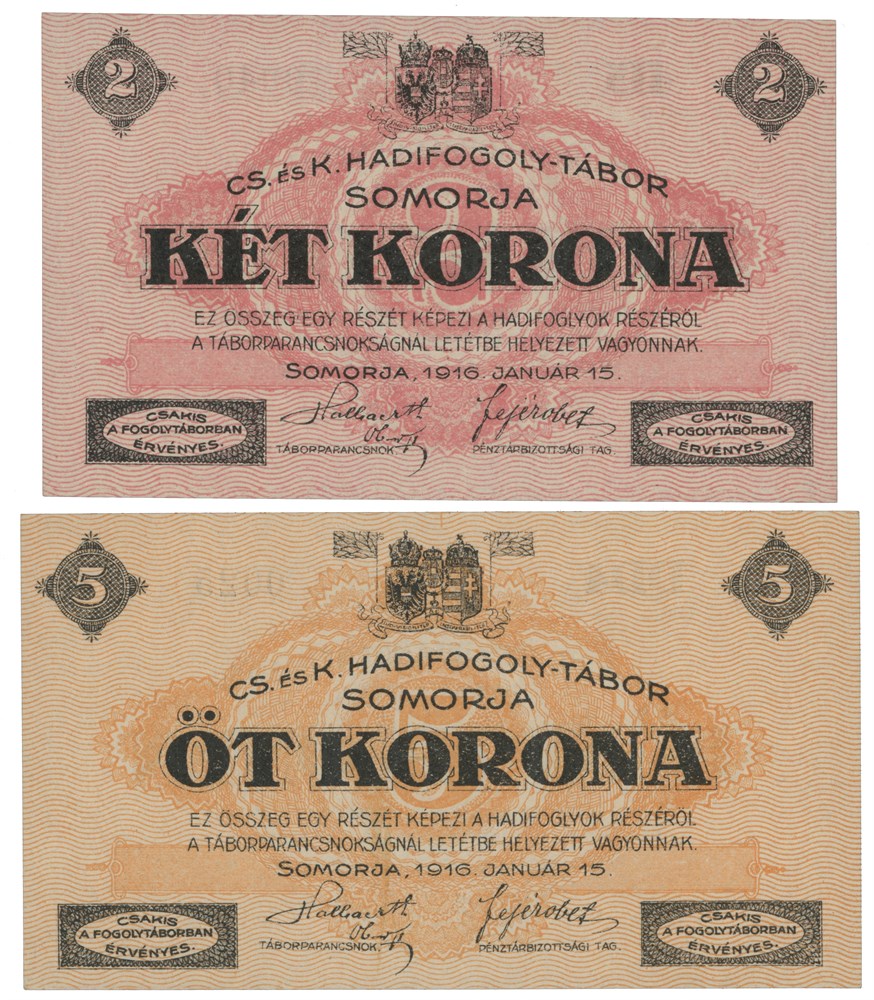 2
2
CS. és K. HADIFOGOLY-TÁBOR
SOMORJA
KÉT KORONA
EZ ÖSSZEG EGY RÉSZÉT KÉPEZI A HADIFOGLYOK RÉSZÉRŐL
A TÁBORPARANCSNOKSÁGNÁL LETÉTBE HELYEZETT VAGYONNAK.
SOMORJA, 1916. JANUÁR 15.
CSAKIS
A FOGOLYTÁBORBAN
ÉRVÉNYES.
TÁBORPARANCSNOK.
PÉNZTÁRBIZOTTSÁGI TAG.
CSAKIS
A FOGOLYTÁBORBAN
ÉRVÉNYES.
5
5
CS. és K. HADIFOGOLY-TÁBOR
SOMORJA
ÖT KORONA
EZ ÖSSZEG EGY RÉSZÉT KÉPEZI A HADIFOGLYOK RÉSZÉRŐL
A TÁBORPARANCSNOKSÁGNÁL LETÉTBE HELYEZETT VAGYONNAK.
SOMORJA, 1916. JANUÁR 15.
CSAKIS
A FOGOLYTÁBORBAN
ÉRVÉNYES.
TÁBORPARANCSNOK.
PÉNZTÁRBIZOTTSÁGI TAG.
CSAKIS
A FOGOLYTÁBORBAN
ÉRVÉNYES.